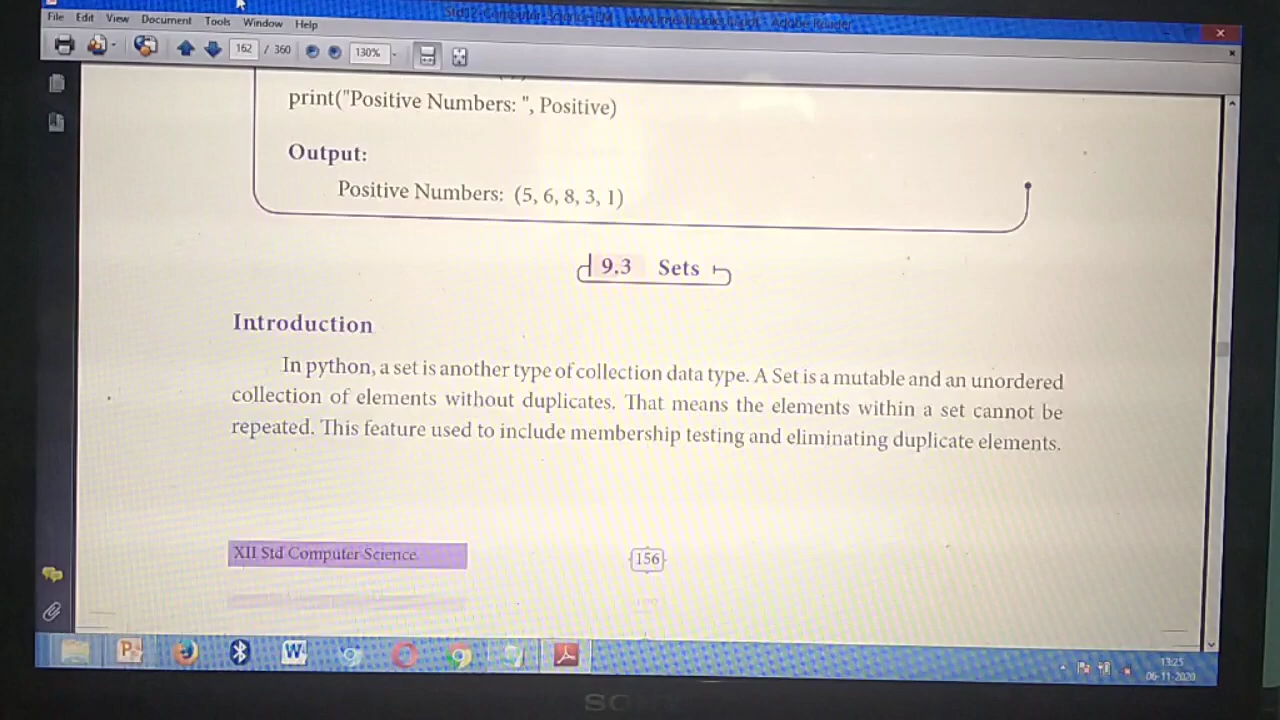 File Edit View Document Tools Window Help
162 / 360 130%
print("Positive Numbers: ", Positive)
Output:
Positive Numbers: (5, 6, 8, 3, 1)
9.3 Sets
Introduction
In python, a set is another type of collection data type. A Set is a mutable and an unordered
collection of elements without duplicates. That means the elements within a set cannot be
repeated. This feature used to include membership testing and eliminating duplicate elements.
XII Std Computer Science
156
13:25
06-11-2020